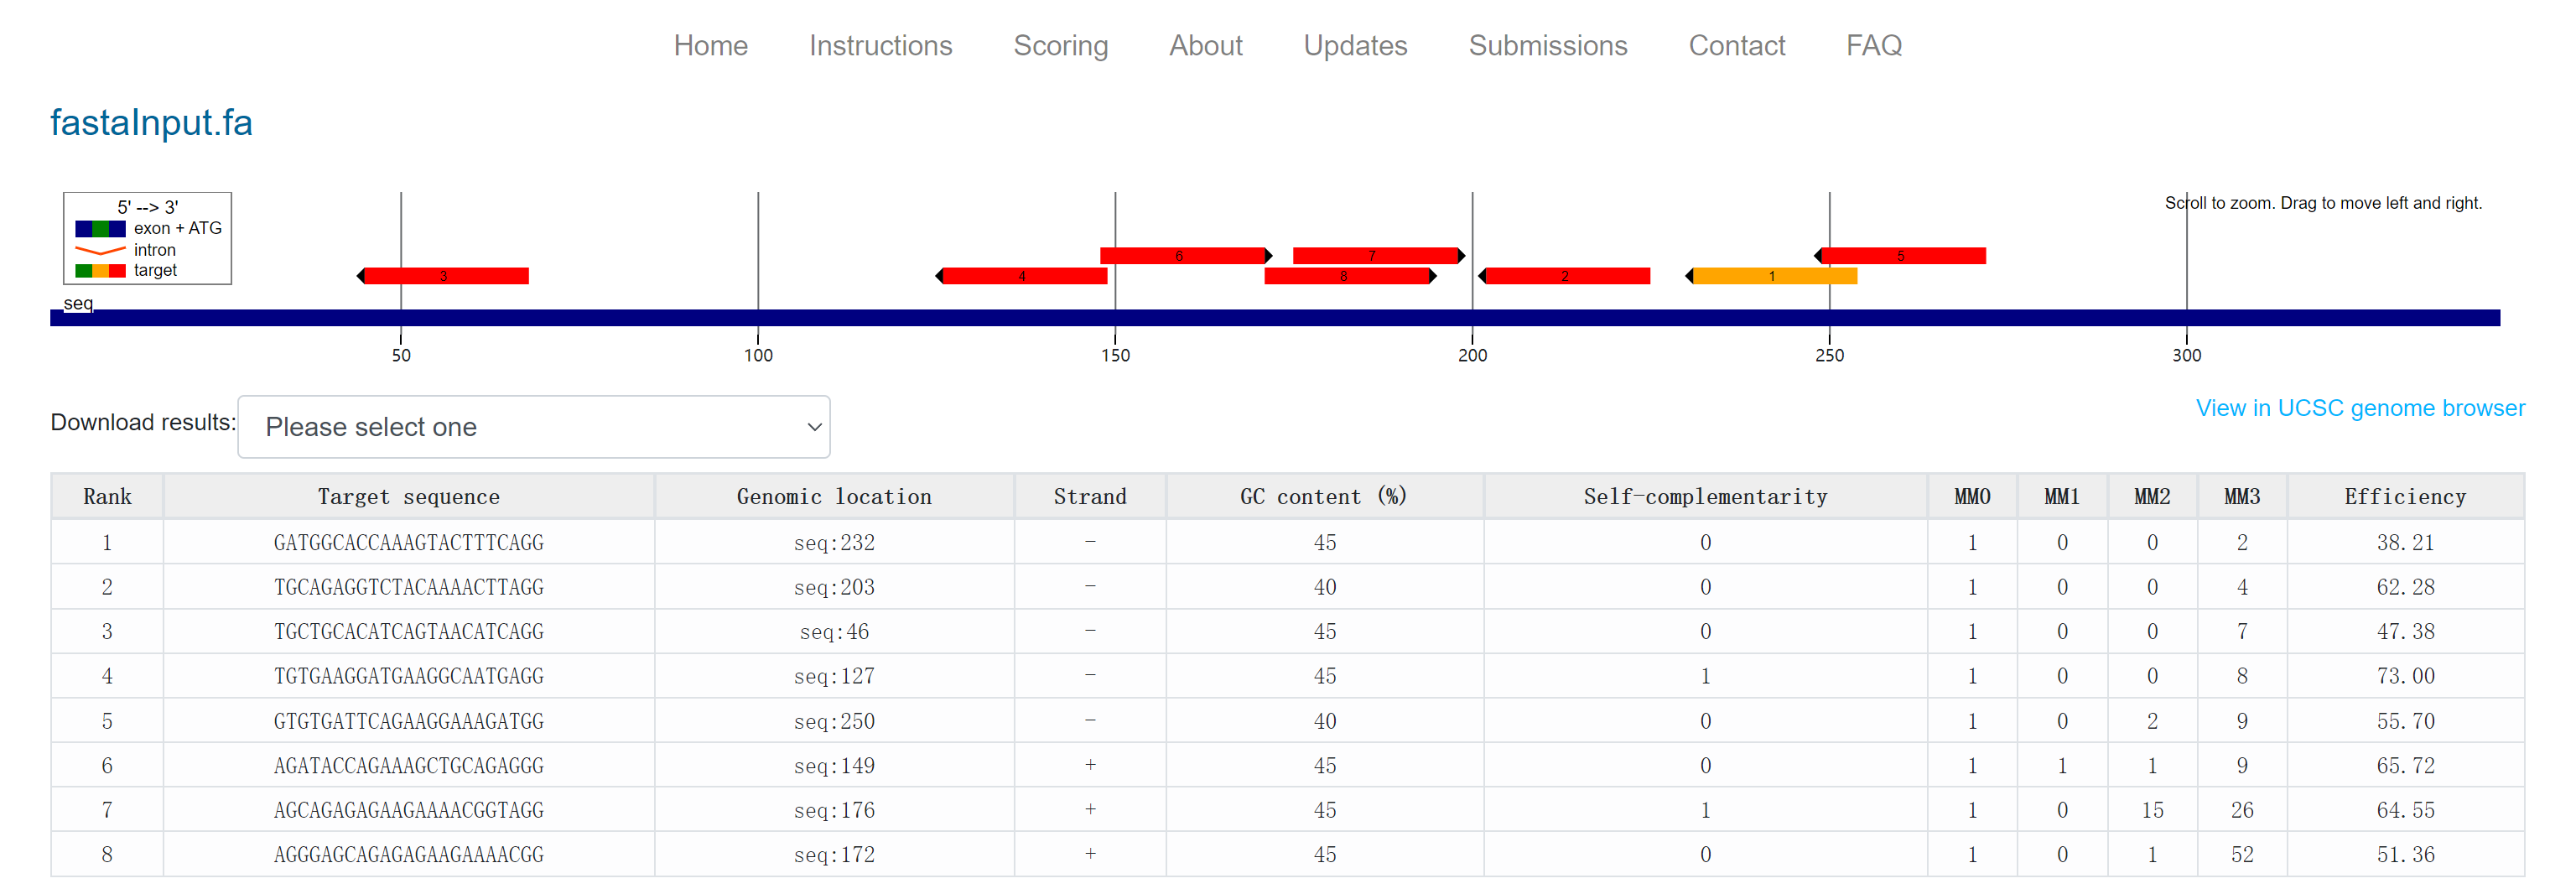 Home Instructions Scoring About Updates Submissions Contact FAQ
fastaInput.fa
5' --> 3'
exon + ATG
intron
target
Scroll to zoom. Drag to move left and right.
6 7 5
3 4 8 2 1
seq
50 100 150 200 250 300
Download results: Please select one
View in UCSC genome browser
Rank Target sequence Genomic location Strand GC content (%) Self-complementarity MM0 MM1 MM2 MM3 Efficiency
1 GATGGCACCAAAGTACTTTCAGG seq:232 - 45 0 1 0 0 2 38.21
2 TGCAGAGGTCTACAAAACTTAGG seq:203 - 40 0 1 0 0 4 62.28
3 TGCTGCACATCAGTAACATCAGG seq:46 - 45 0 1 0 0 7 47.38
4 TGTGAAGGATGAAGGCAATGAGG seq:127 - 45 1 1 0 0 8 73.00
5 GTGTGATTCAGAAGGAAAGATGG seq:250 - 40 0 1 0 2 9 55.70
6 AGATACCAGAAAGCTGCAGAGGG seq:149 + 45 0 1 1 1 9 65.72
7 AGCAGAGAGAAGAAAACGGTAGG seq:176 + 45 1 1 0 15 26 64.55
8 AGGGAGCAGAGAGAAGAAAACGG seq:172 + 45 0 1 0 1 52 51.36